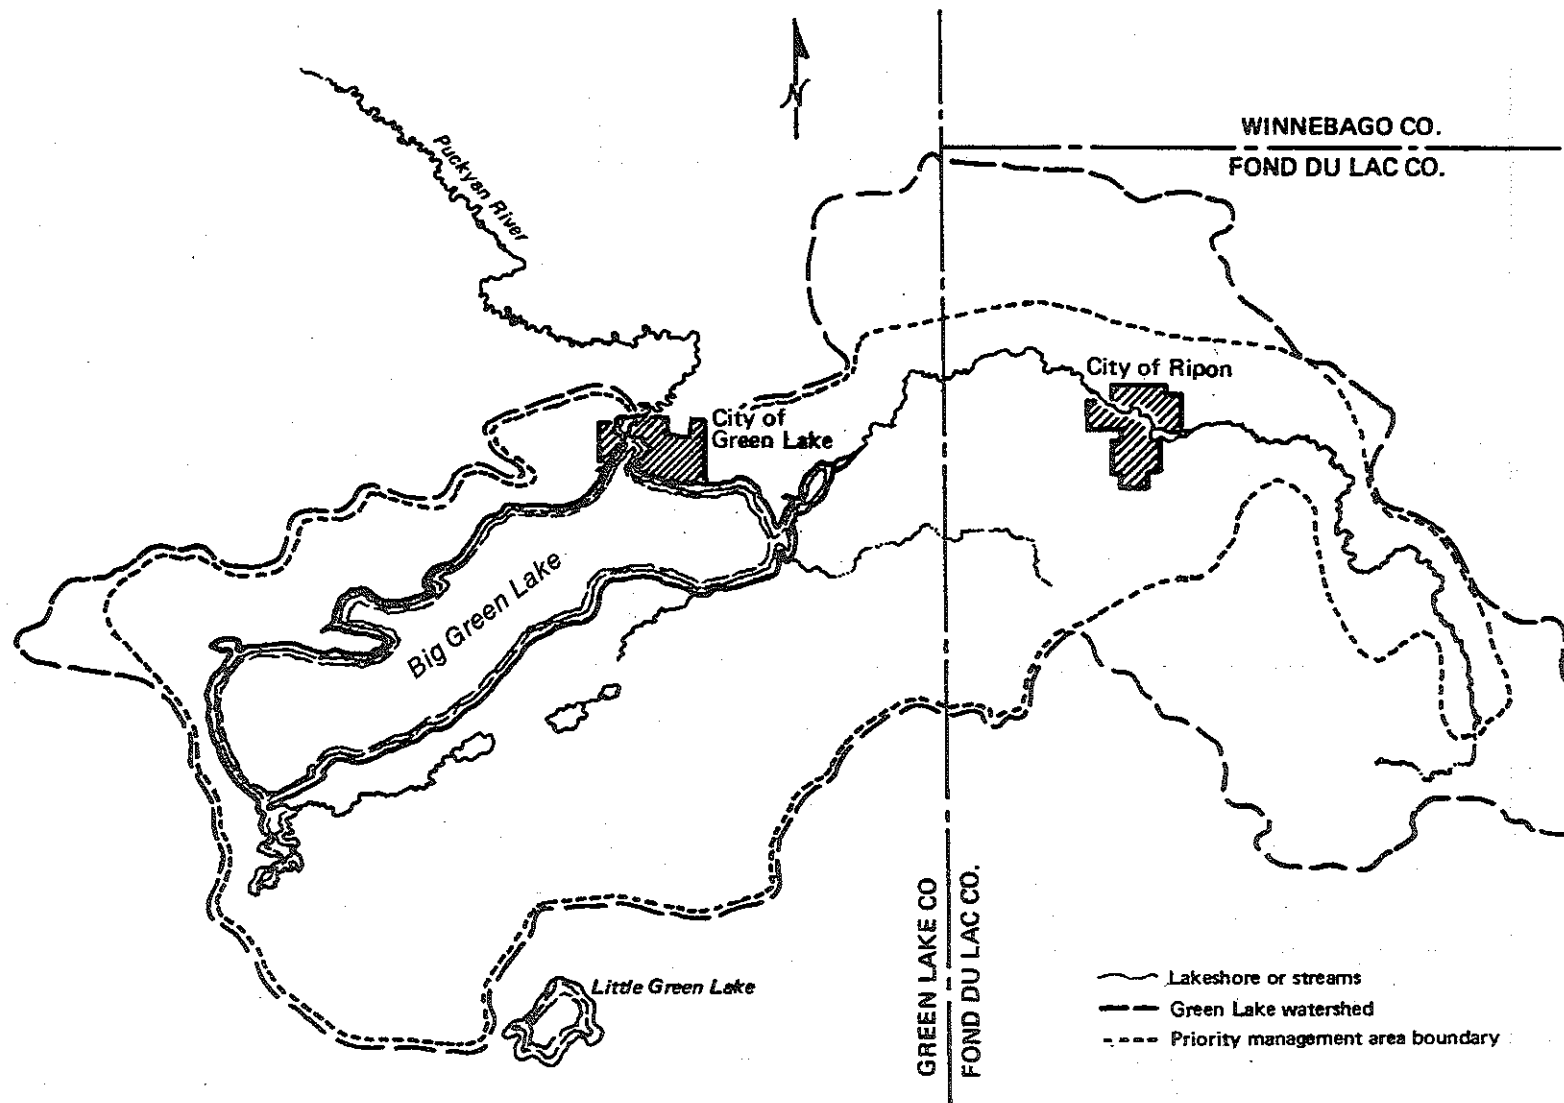 N
WINNEBAGO CO.
FOND DU LAC CO.
Puckyan River
City of Ripon
City of
Green Lake
Big Green Lake
GREEN LAKE CO
FOND DU LAC CO.
Little Green Lake
Lakeshore or streams
Green Lake watershed
Priority management area boundary